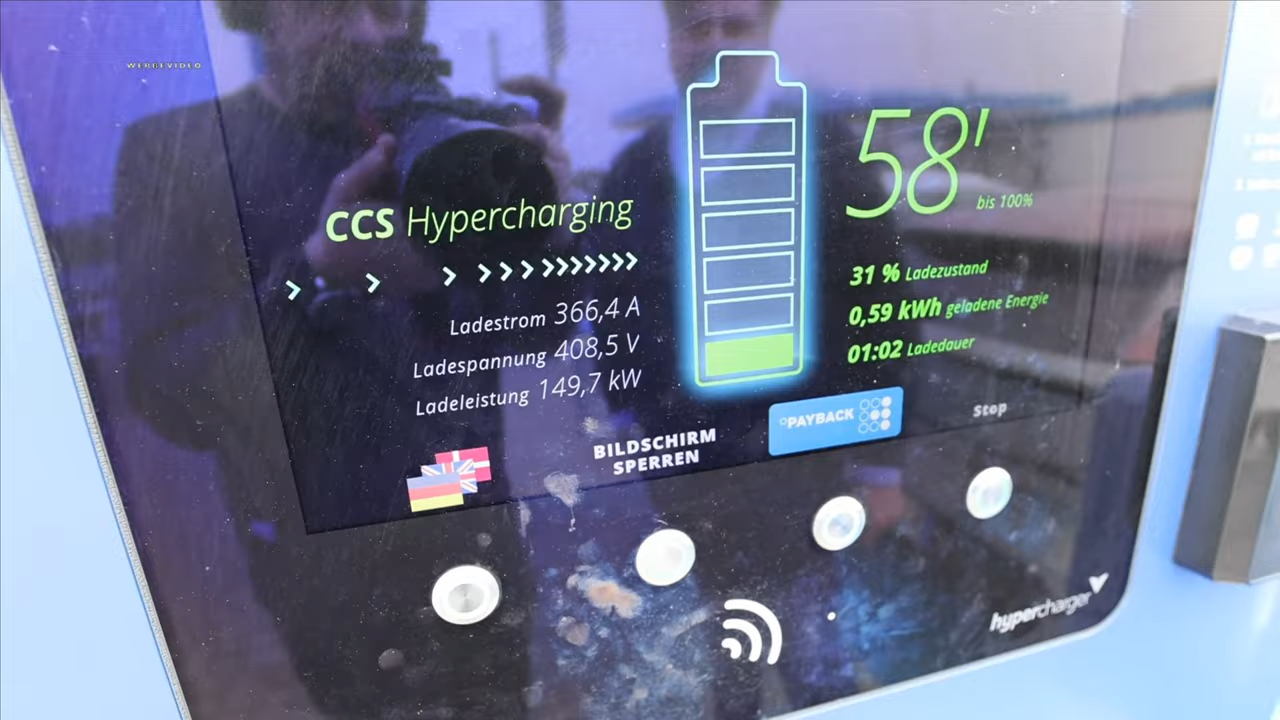 WERBEVIDEO
CCS Hypercharging
Ladestrom 366,4 A
Ladespannung 408,5 V
Ladeleistung 149,7 kW
58'
bis 100%
31 % Ladezustand
0,59 kWh geladene Energie
01:02 Ladedauer
BILDSCHIRM
SPERREN
°PAYBACK
Stop
hypercharger